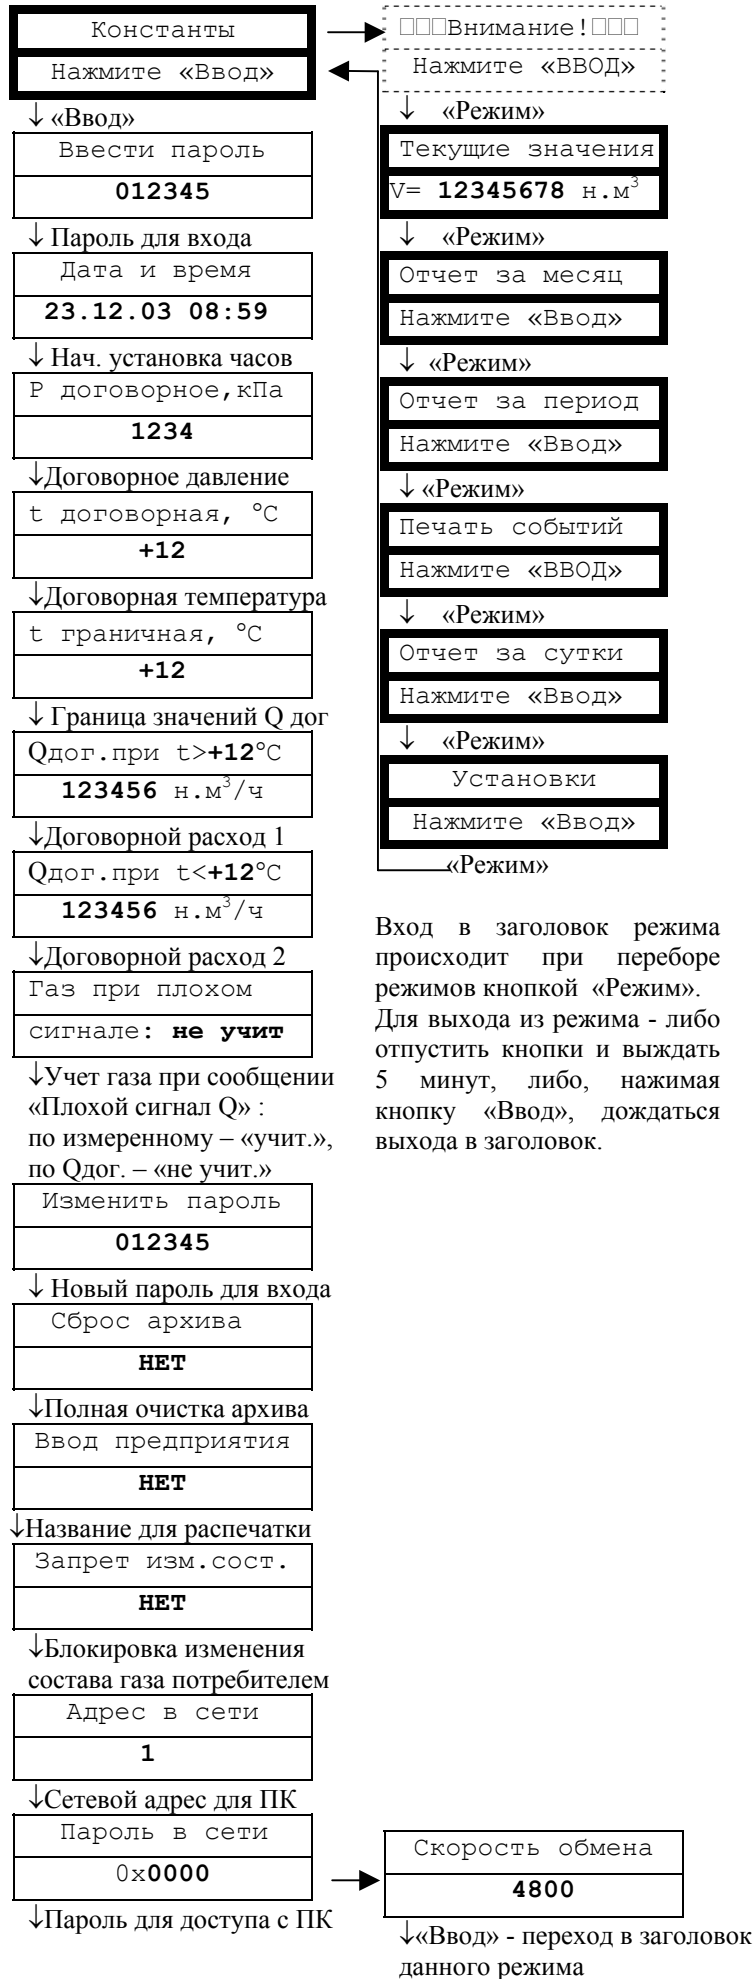 Константы
Нажмите «Ввод»
↓ «Ввод»
Ввести пароль
012345
↓ Пароль для входа
Дата и время
23.12.03 08:59
↓ Нач. установка часов
Р договорное,кПа
1234
↓Договорное давление
t договорная, °С
+12
↓Договорная температура
t граничная, °С
+12
↓ Граница значений Q дог
Qдог.при t>+12°С
123456 н.м³/ч
↓Договорной расход 1
Qдог.при t<+12°С
123456 н.м³/ч
↓Договорной расход 2
Газ при плохом
сигнале: не учит
↓Учет газа при сообщении
«Плохой сигнал Q» :
по измеренному – «учит.»,
по Qдог. – «не учит.»
Изменить пароль
012345
↓ Новый пароль для входа
Сброс архива
НЕТ
↓Полная очистка архива
Ввод предприятия
НЕТ
↓Название для распечатки
Запрет изм.сост.
НЕТ
↓Блокировка изменения
состава газа потребителем
Адрес в сети
1
↓Сетевой адрес для ПК
Пароль в сети
0х0000
↓Пароль для доступа с ПК
□□□Внимание!□□□
Нажмите «ВВОД»
↓ «Режим»
Текущие значения
V= 12345678 н.м³
↓ «Режим»
Отчет за месяц
Нажмите «Ввод»
↓ «Режим»
Отчет за период
Нажмите «Ввод»
↓ «Режим»
Печать событий
Нажмите «ВВОД»
↓ «Режим»
Отчет за сутки
Нажмите «Ввод»
↓ «Режим»
Установки
Нажмите «Ввод»
«Режим»
Вход в заголовок режима
происходит при переборе
режимов кнопкой «Режим».
Для выхода из режима - либо
отпустить кнопки и выждать
5 минут, либо, нажимая
кнопку «Ввод», дождаться
выхода в заголовок.
Скорость обмена
4800
↓«Ввод» - переход в заголовок
данного режима